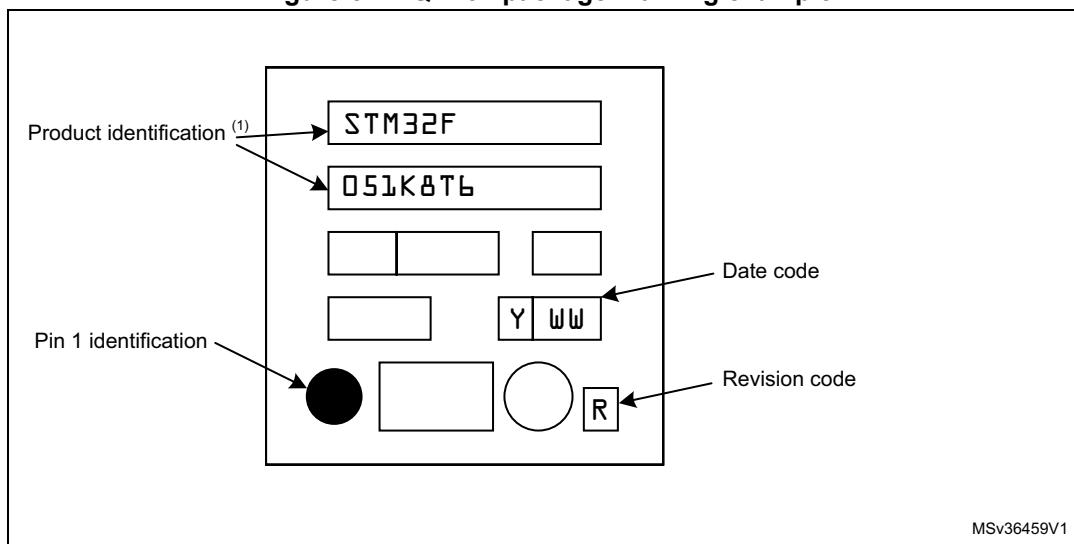 Product identification (1)
STM32F
051K8T6
Date code
Y WW
Pin 1 identification
Revision code
R
MSv36459V1